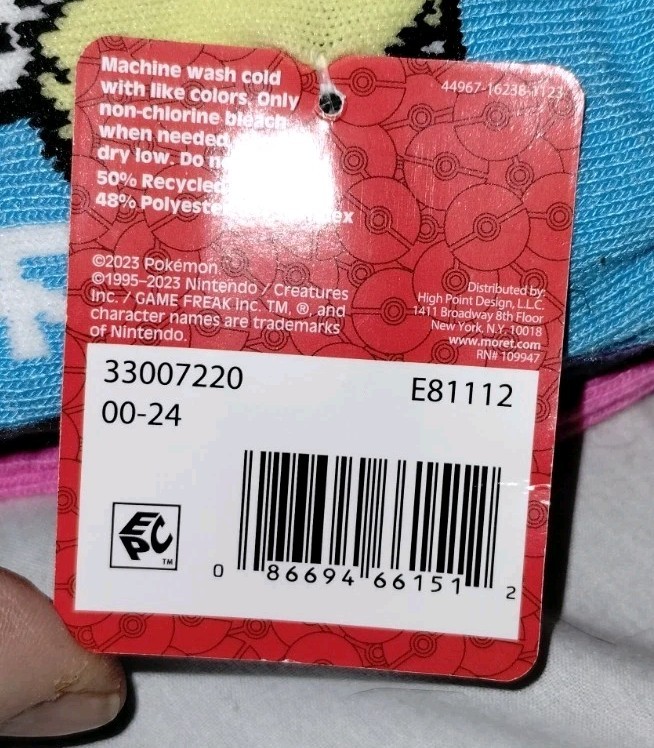 Machine wash cold
with like colors. Only
non-chlorine bleach
when needed
dry low. Do
50% Recycled
48%
44967-16238-1123
©2023 Pokémon
©1995–2023 Nintendo / Creatures
Inc. / GAME FREAK inc. TM, ®, and
character names are trademarks
of Nintendo.
Distributed by
High Point Design, L.L.C.
1411 Broadway 8th Floor
New York, N.Y. 10018
www.moret.com
RN# 109947
33007220
E81112
00-24
EPC
TM
0 86694 66151 2